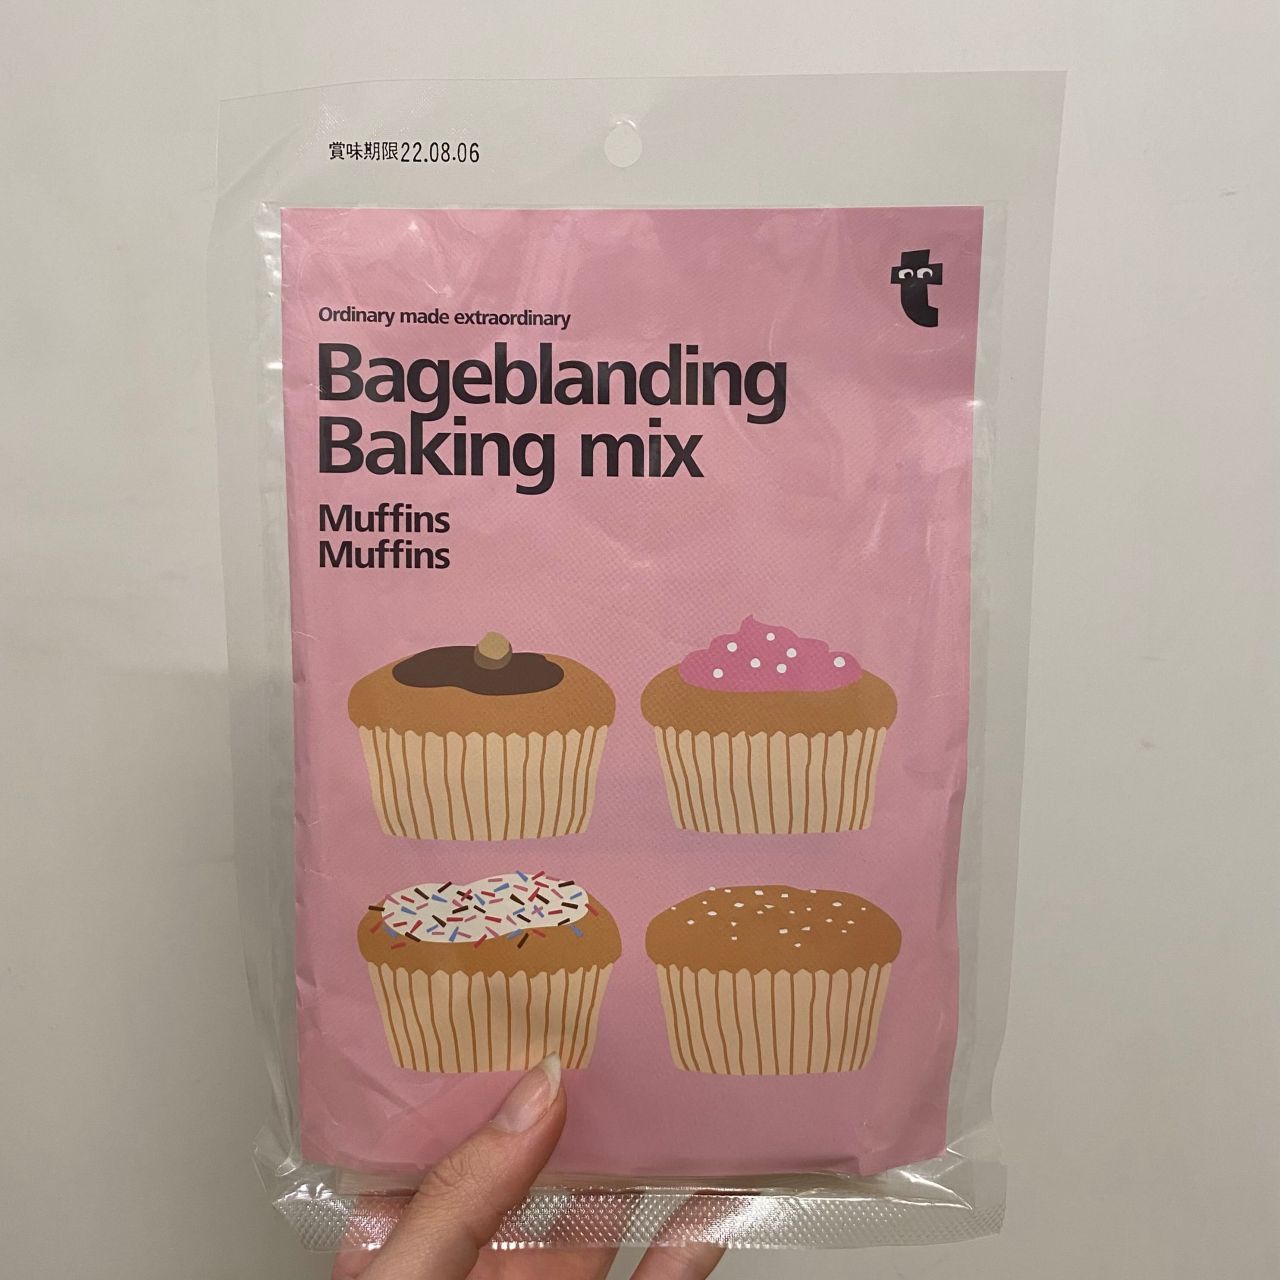 賞味期限22.08.06
Ordinary made extraordinary
Bageblanding
Baking mix
Muffins
Muffins
t